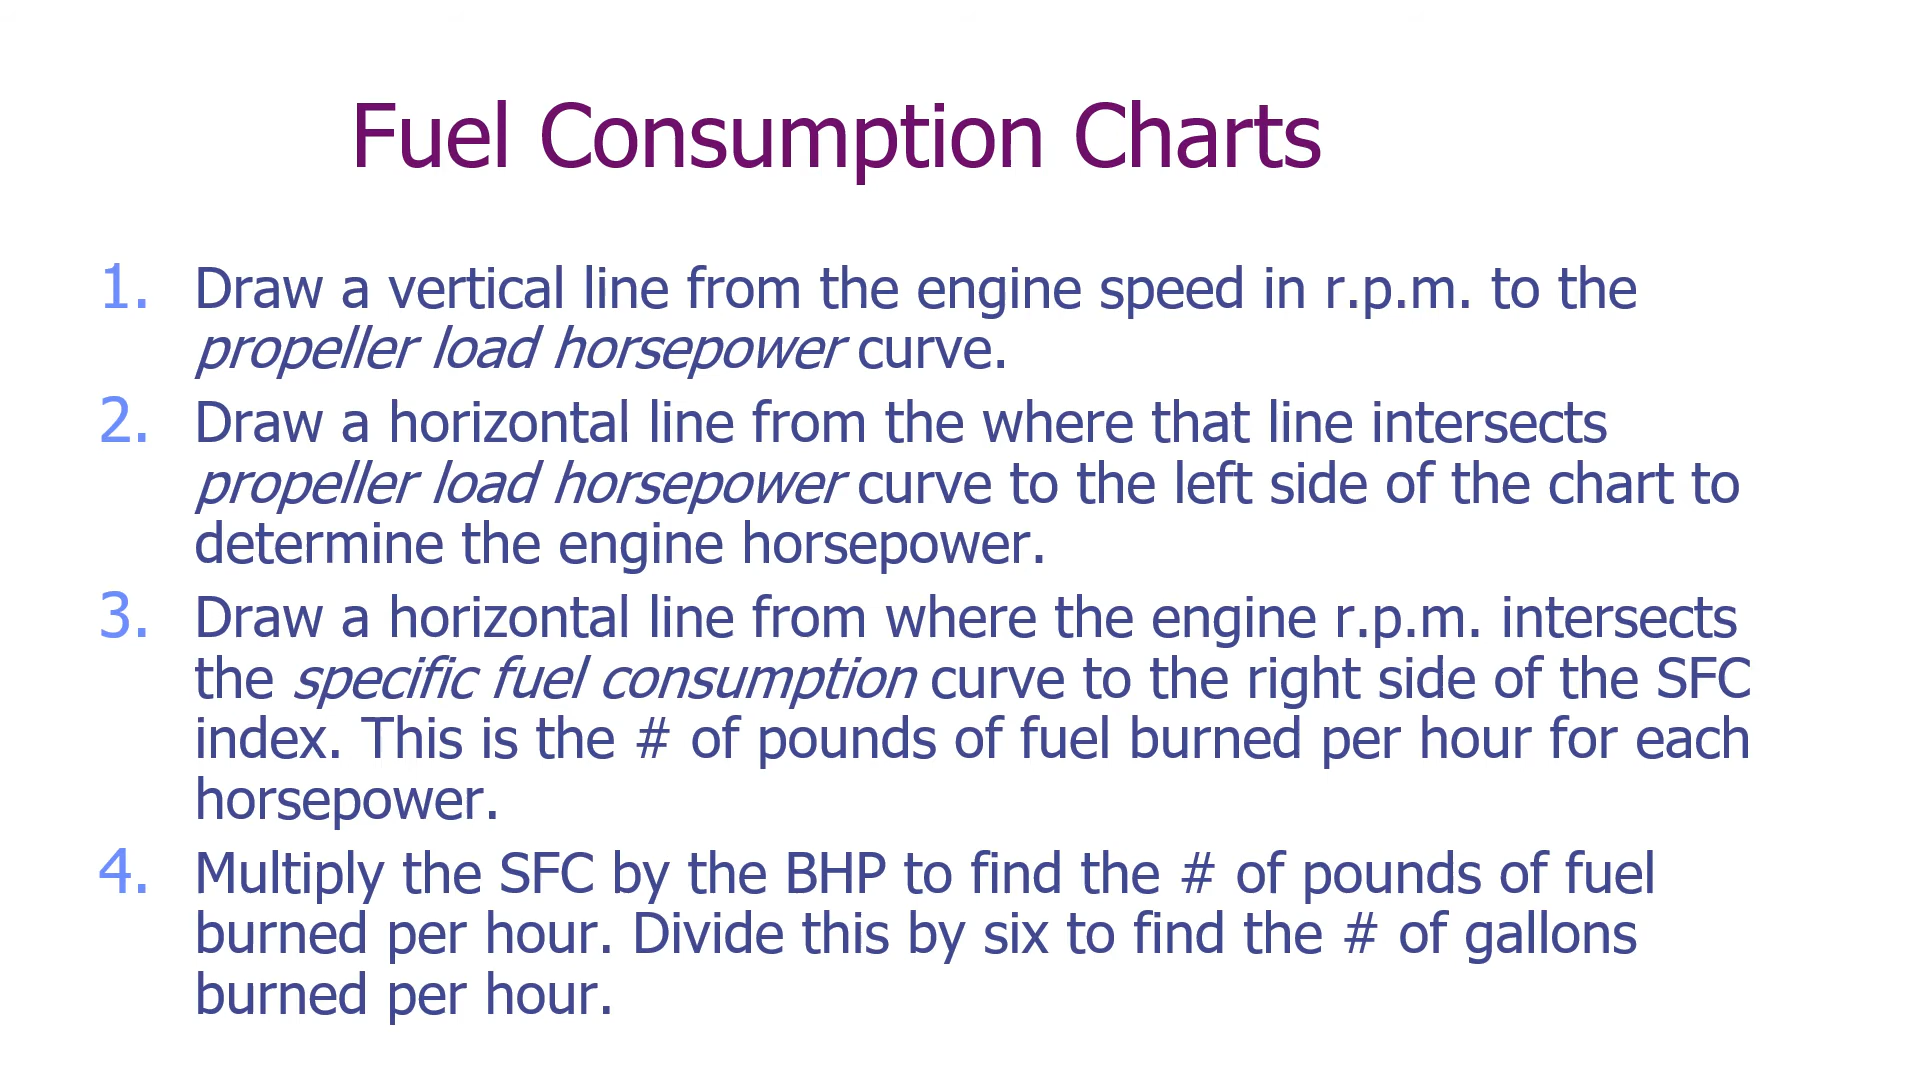 Fuel Consumption Charts
1. Draw a vertical line from the engine speed in r.p.m. to the
propeller load horsepower curve.
2. Draw a horizontal line from the where that line intersects
propeller load horsepower curve to the left side of the chart to
determine the engine horsepower.
3. Draw a horizontal line from where the engine r.p.m. intersects
the specific fuel consumption curve to the right side of the SFC
index. This is the # of pounds of fuel burned per hour for each
horsepower.
4. Multiply the SFC by the BHP to find the # of pounds of fuel
burned per hour. Divide this by six to find the # of gallons
burned per hour.